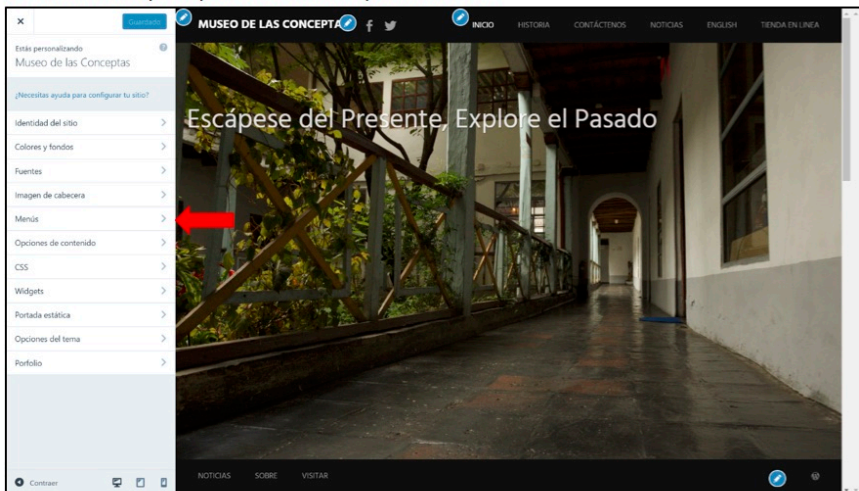 Guardado
Estás personalizando
Museo de las Conceptas
¿Necesitas ayuda para configurar tu sitio?
Identidad del sitio
Colores y fondos
Fuentes
Imagen de cabecera
Menús
Opciones de contenido
CSS
Widgets
Portada estática
Opciones del tema
Porfolio
Contraer
MUSEO DE LAS CONCEPTA
INICIO HISTORIA CONTÁCTENOS NOTICIAS ENGLISH TIENDA EN LINEA
Escápese del Presente, Explore el Pasado
NOTICIAS SOBRE VISITAR